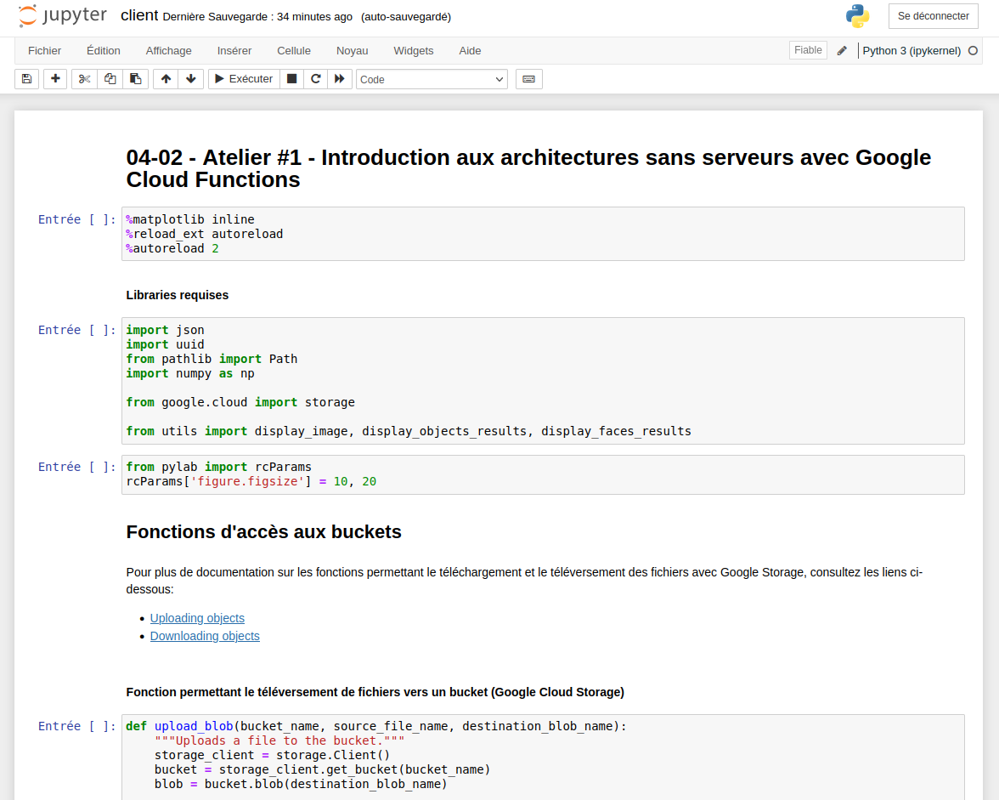 jupyter client Dernière Sauvegarde : 34 minutes ago (auto-sauvegardé) Se déconnecter
Fichier Édition Affichage Insérer Cellule Noyau Widgets Aide Fiable Python 3 (ipykernel)
Exécuter Code
04-02 - Atelier #1 - Introduction aux architectures sans serveurs avec Google
Cloud Functions
Entrée [ ]: %matplotlib inline
%reload_ext autoreload
%autoreload 2
Libraries requises
Entrée [ ]: import json
import uuid
from pathlib import Path
import numpy as np
from google.cloud import storage
from utils import display_image, display_objects_results, display_faces_results
Entrée [ ]: from pylab import rcParams
rcParams['figure.figsize'] = 10, 20
Fonctions d'accès aux buckets
Pour plus de documentation sur les fonctions permettant le téléchargement et le téléversement des fichiers avec Google Storage, consultez les liens ci-
dessous:
• Uploading objects
• Downloading objects
Fonction permettant le téléversement de fichiers vers un bucket (Google Cloud Storage)
Entrée [ ]: def upload_blob(bucket_name, source_file_name, destination_blob_name):
"""Uploads a file to the bucket."""
storage_client = storage.Client()
bucket = storage_client.get_bucket(bucket_name)
blob = bucket.blob(destination_blob_name)